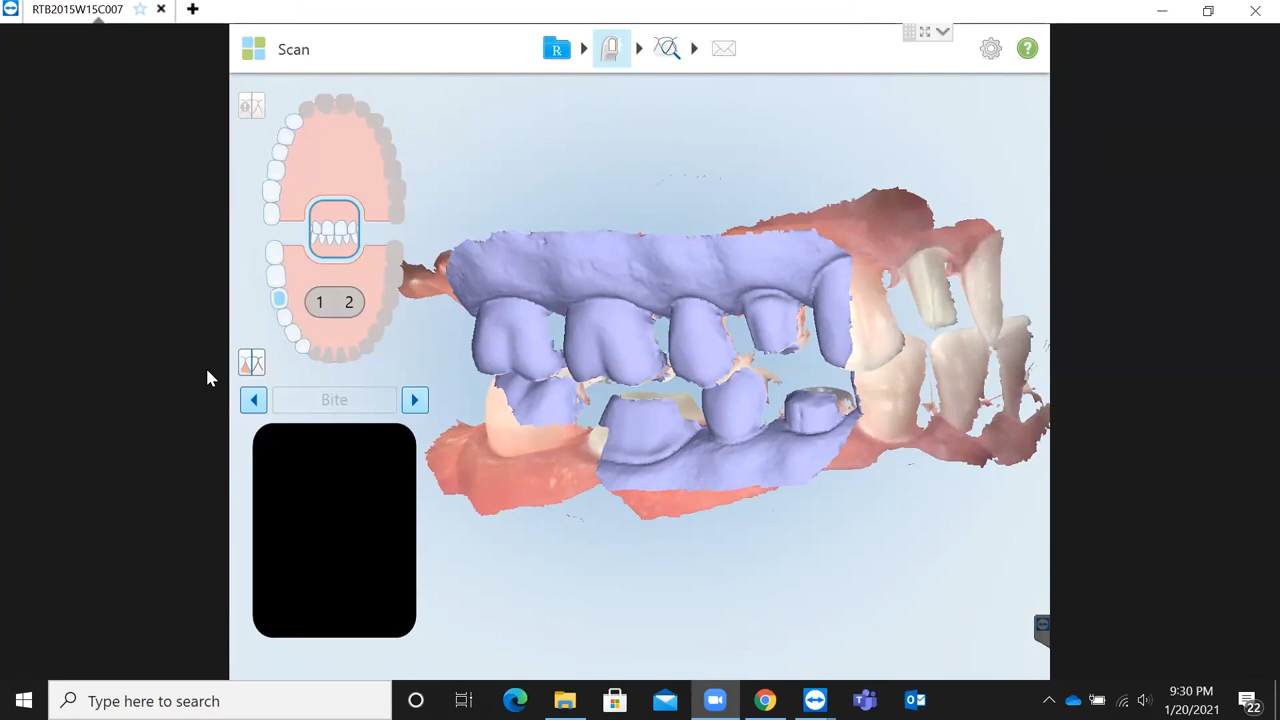 RTB2015W15C007
Scan
R
?
1 2
Bite
Type here to search
9:30 PM
1/20/2021
22